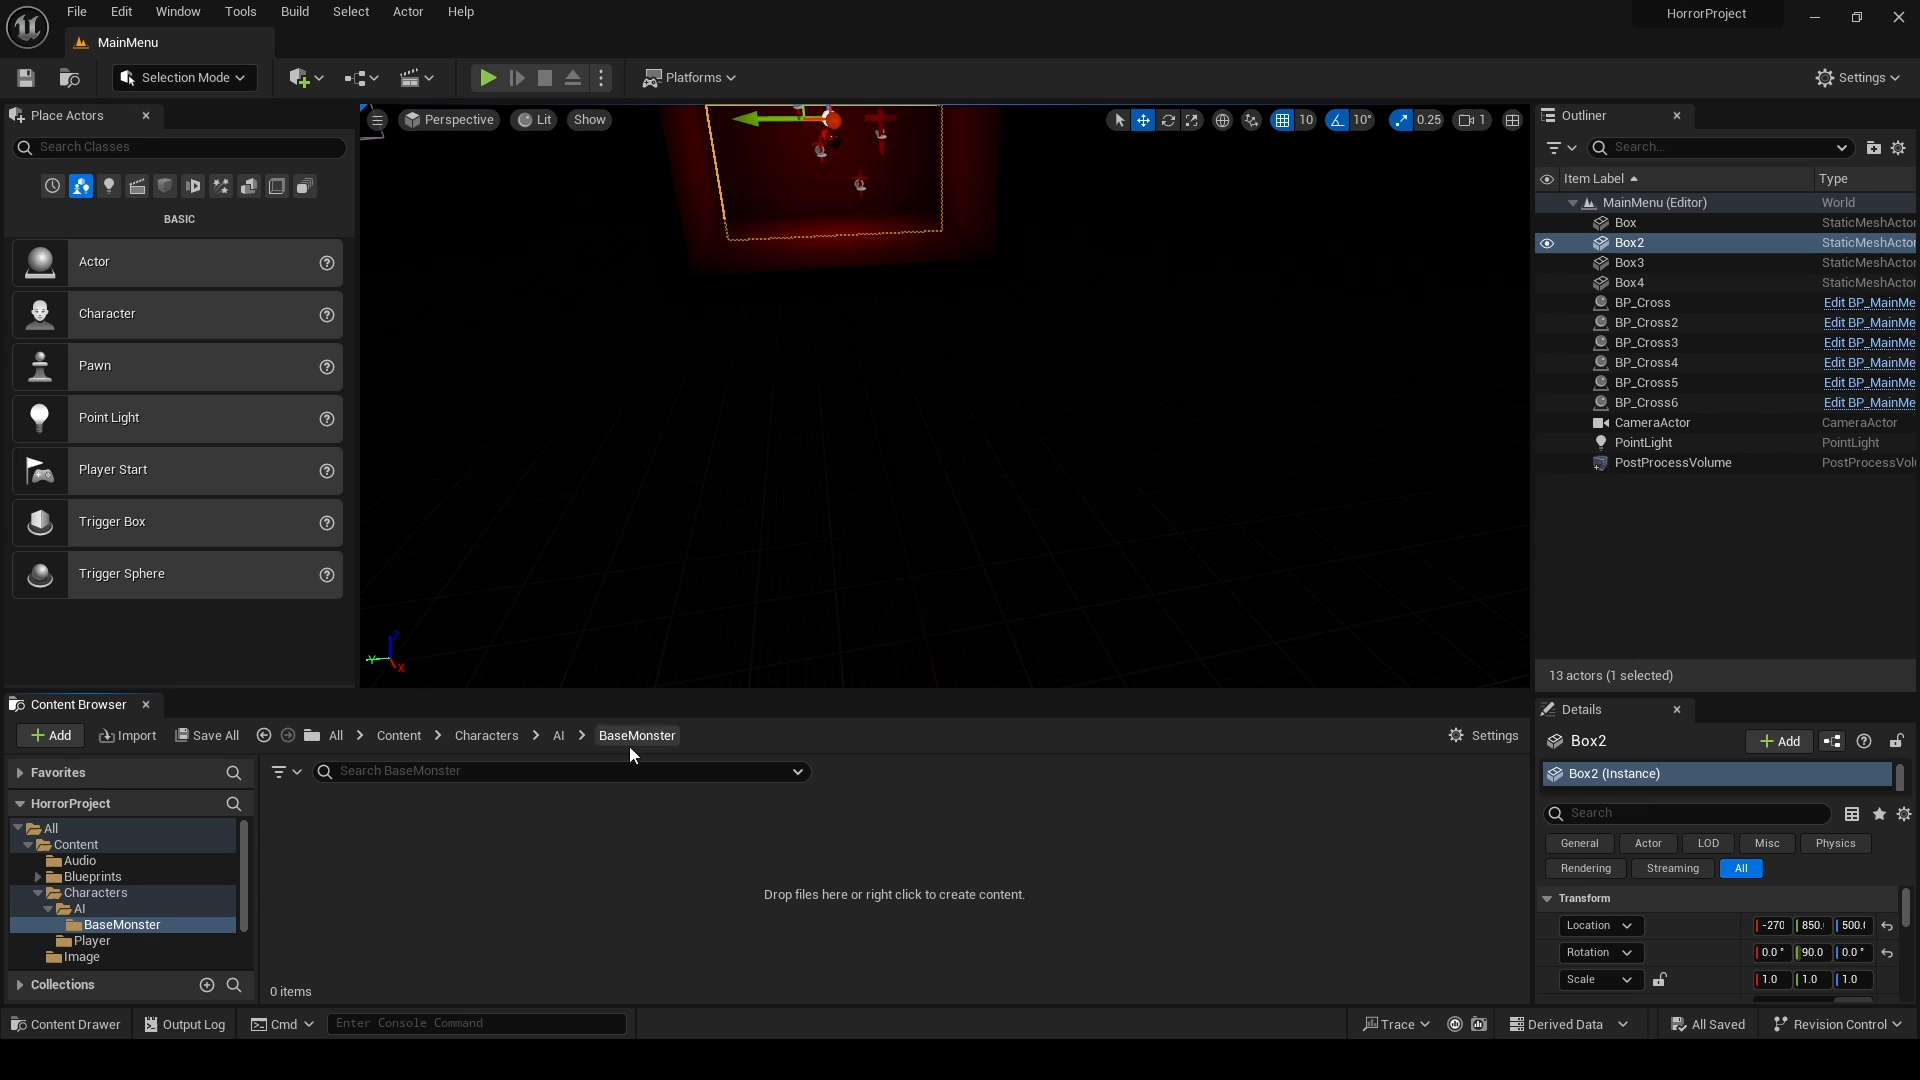 File Edit Window Tools Build Select Actor Help
HorrorProject
MainMenu
Selection Mode
Platforms
Settings
Place Actors
Search Classes
BASIC
Actor
Character
Pawn
Point Light
Player Start
Trigger Box
Trigger Sphere
Perspective Lit Show
10 10° 0.25 1
Outliner
Search...
Item Label Type
MainMenu (Editor) World
Box StaticMeshActor
Box2 StaticMeshActor
Box3 StaticMeshActor
Box4 StaticMeshActor
BP_Cross Edit BP_MainMe
BP_Cross2 Edit BP_MainMe
BP_Cross3 Edit BP_MainMe
BP_Cross4 Edit BP_MainMe
BP_Cross5 Edit BP_MainMe
BP_Cross6 Edit BP_MainMe
CameraActor CameraActor
PointLight PointLight
PostProcessVolume PostProcessVolu
13 actors (1 selected)
Z
Y
X
Content Browser
Add Import Save All All Content Characters AI BaseMonster Settings
Favorites
HorrorProject
All
Content
Audio
Blueprints
Characters
AI
BaseMonster
Player
Image
Collections
Search BaseMonster
Drop files here or right click to create content.
0 items
Details
Box2 Add
Box2 (Instance)
Search
General Actor LOD Misc Physics
Rendering Streaming All
Transform
Location -270 850. 500.
Rotation 0.0° 90.0 0.0°
Scale 1.0 1.0 1.0
Content Drawer Output Log Cmd Enter Console Command Trace Derived Data All Saved Revision Control